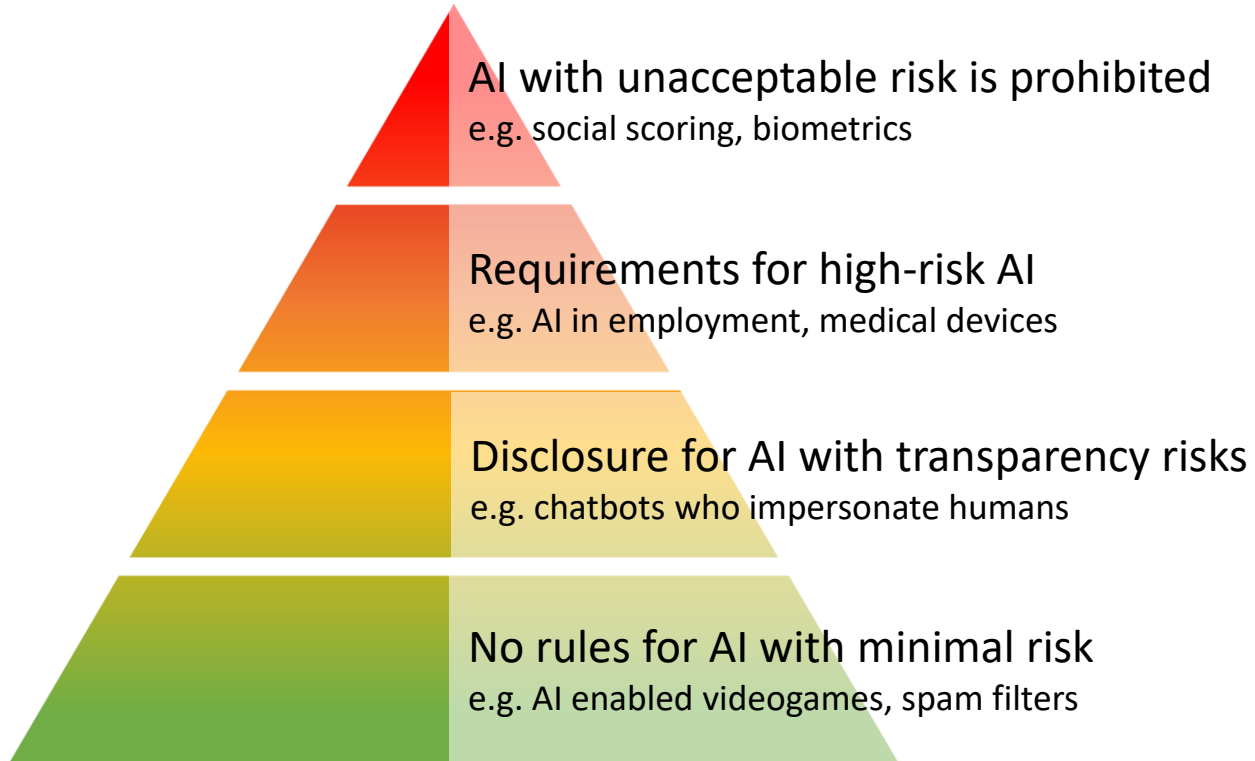 AI with unacceptable risk is prohibited
e.g. social scoring, biometrics
Requirements for high-risk AI
e.g. AI in employment, medical devices
Disclosure for AI with transparency risks
e.g. chatbots who impersonate humans
No rules for AI with minimal risk
e.g. AI enabled videogames, spam filters